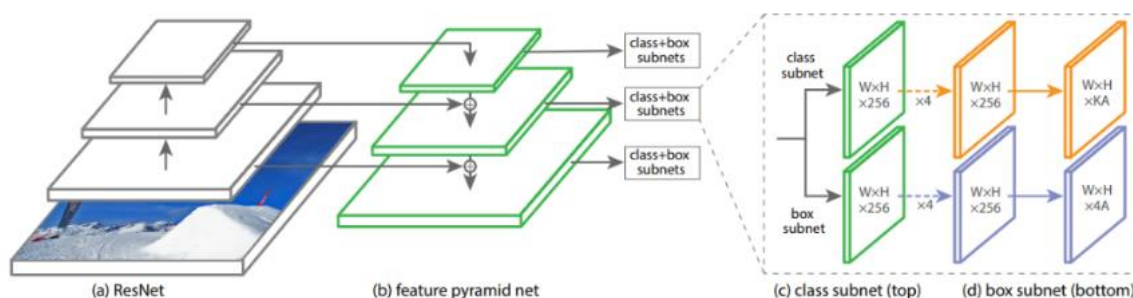 class+box
subnets
class+box
subnets
class+box
subnets
class
subnet
W×H
×256
×4
W×H
×256
W×H
×KA
box
subnet
W×H
×256
×4
W×H
×256
W×H
×4A
(a) ResNet
(b) feature pyramid net
(c) class subnet (top)
(d) box subnet (bottom)